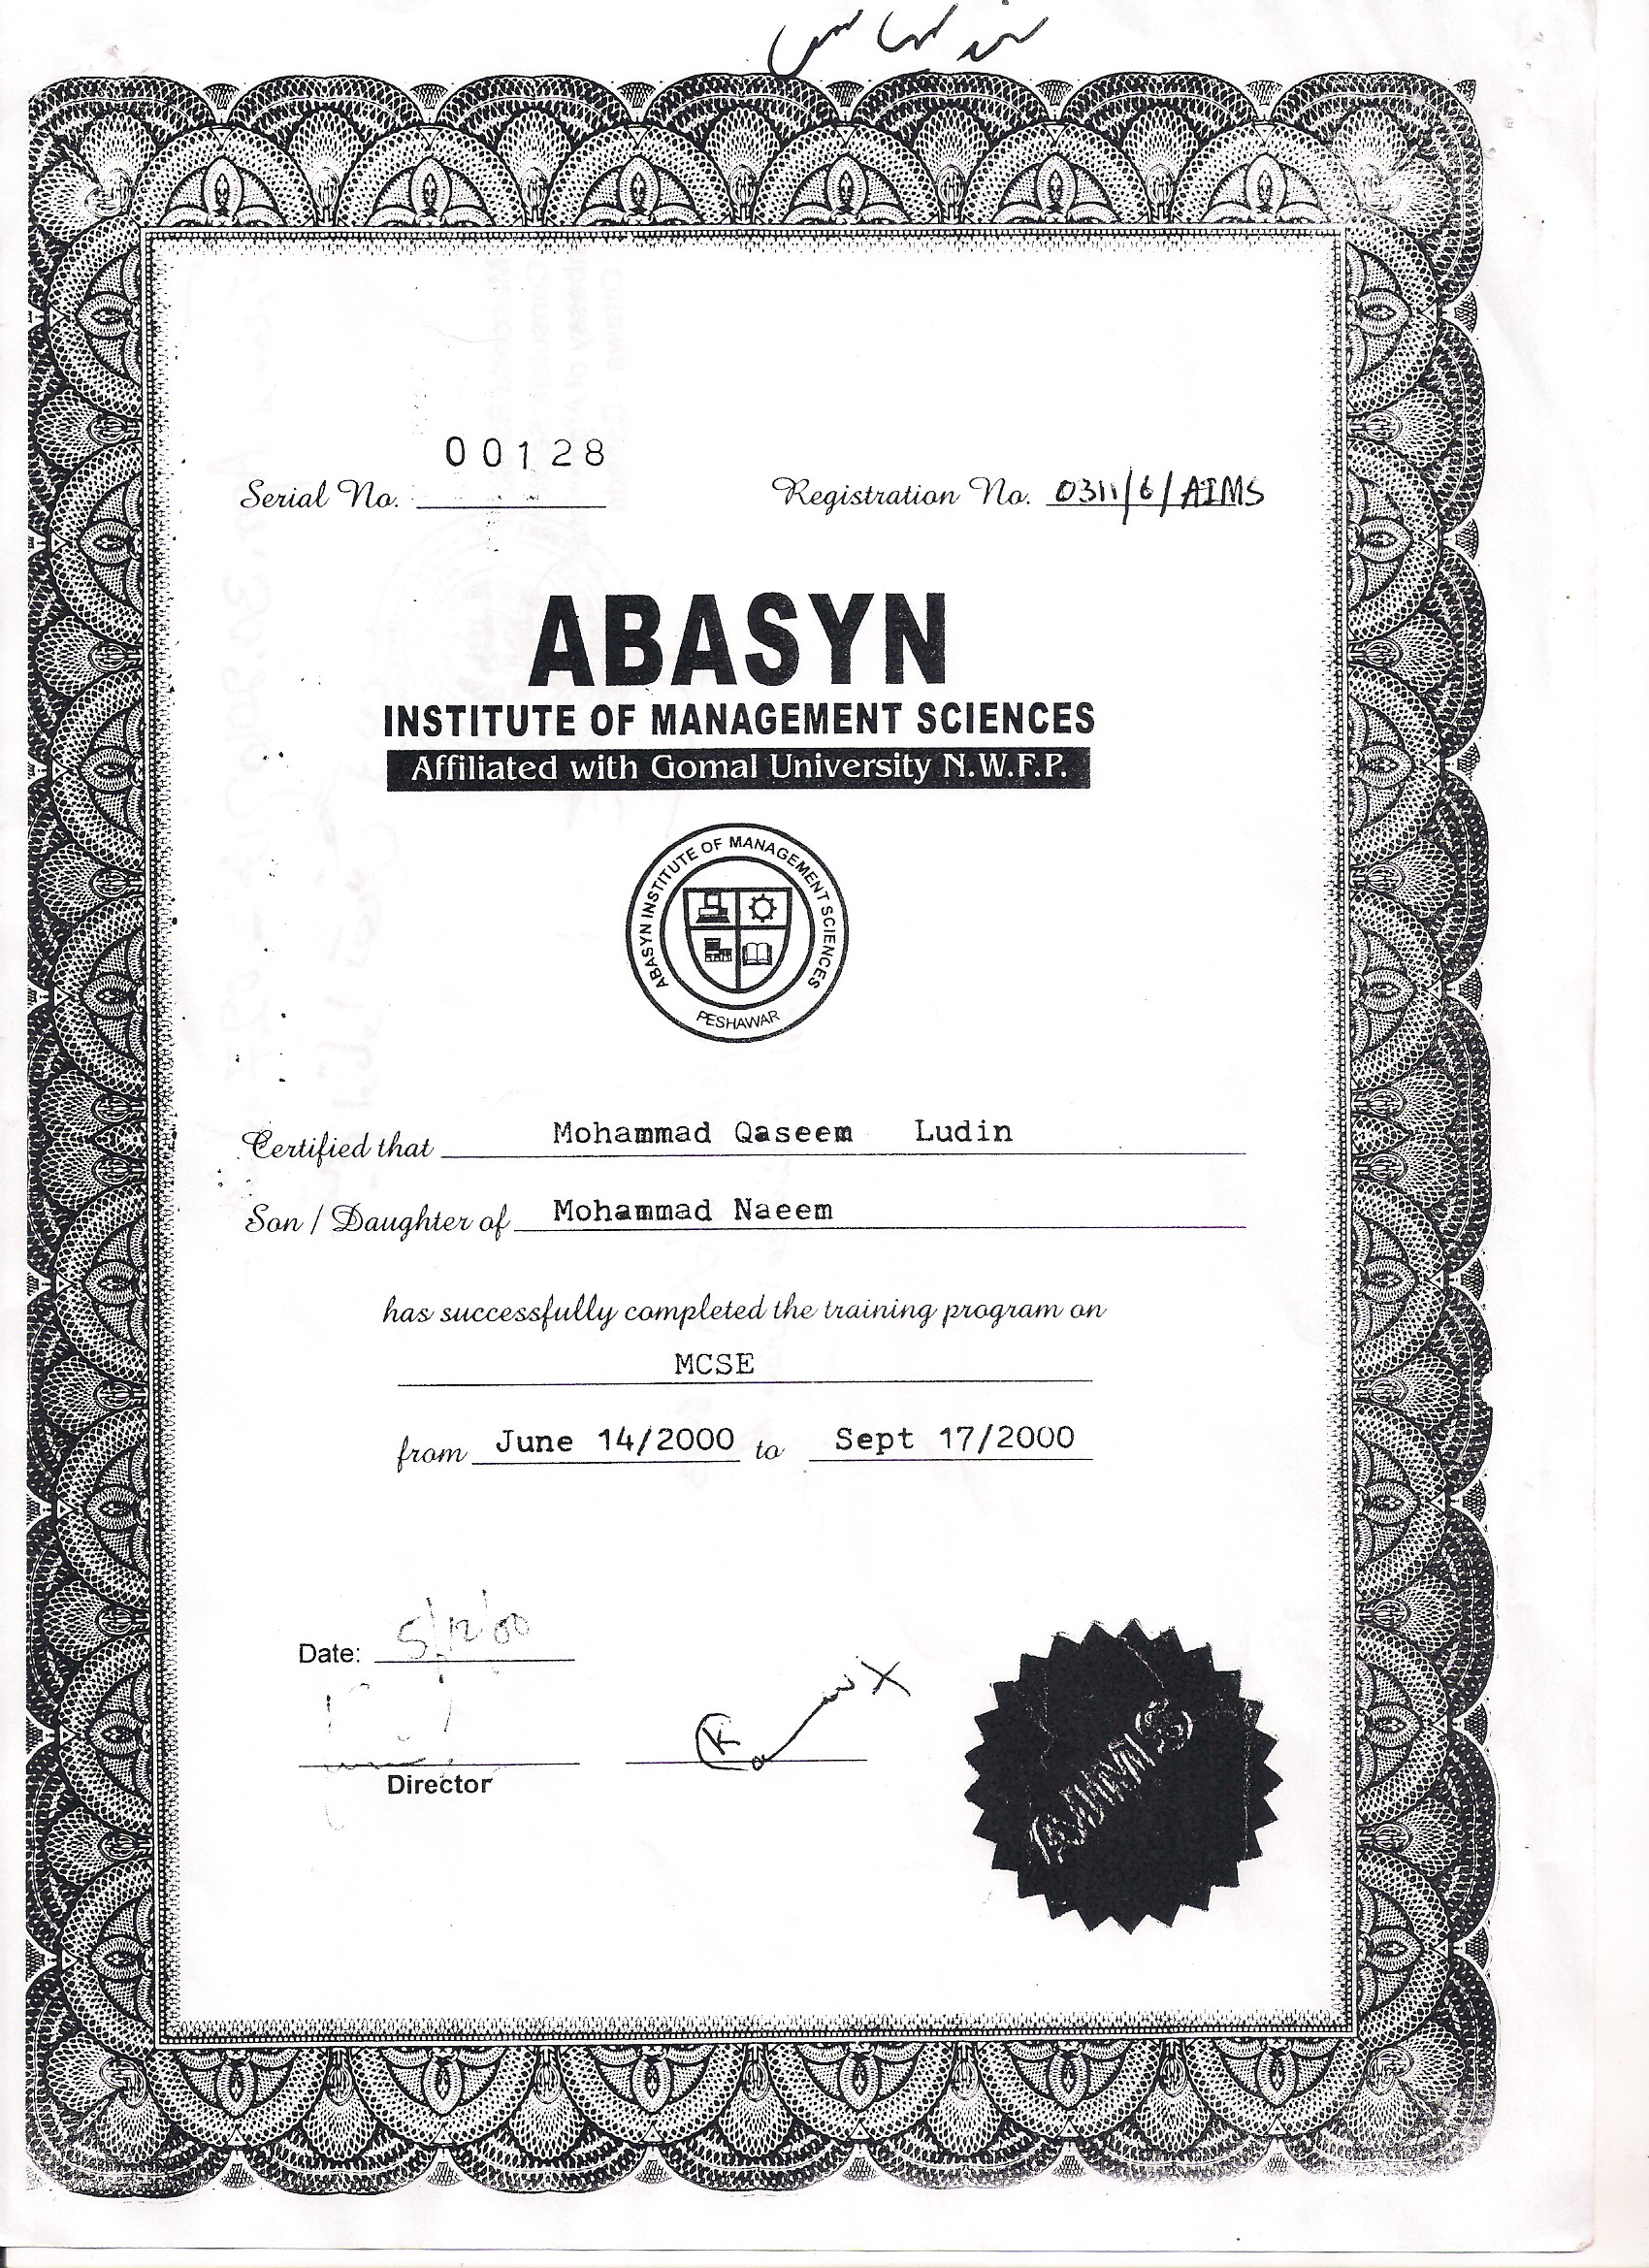 00128
Serial No. Registration No. 0311/6/AIMS
ABASYN
INSTITUTE OF MANAGEMENT SCIENCES
Affiliated with Gomal University N.W.F.P.
ABASYN INSTITUTE OF MANAGEMENT SCIENCES
PESHAWAR
Certified that Mohammad Qaseem Ludin
Son / Daughter of Mohammad Naeem
has successfully completed the training program on
MCSE
from June 14/2000 to Sept 17/2000
Date: 5/12/00
Director